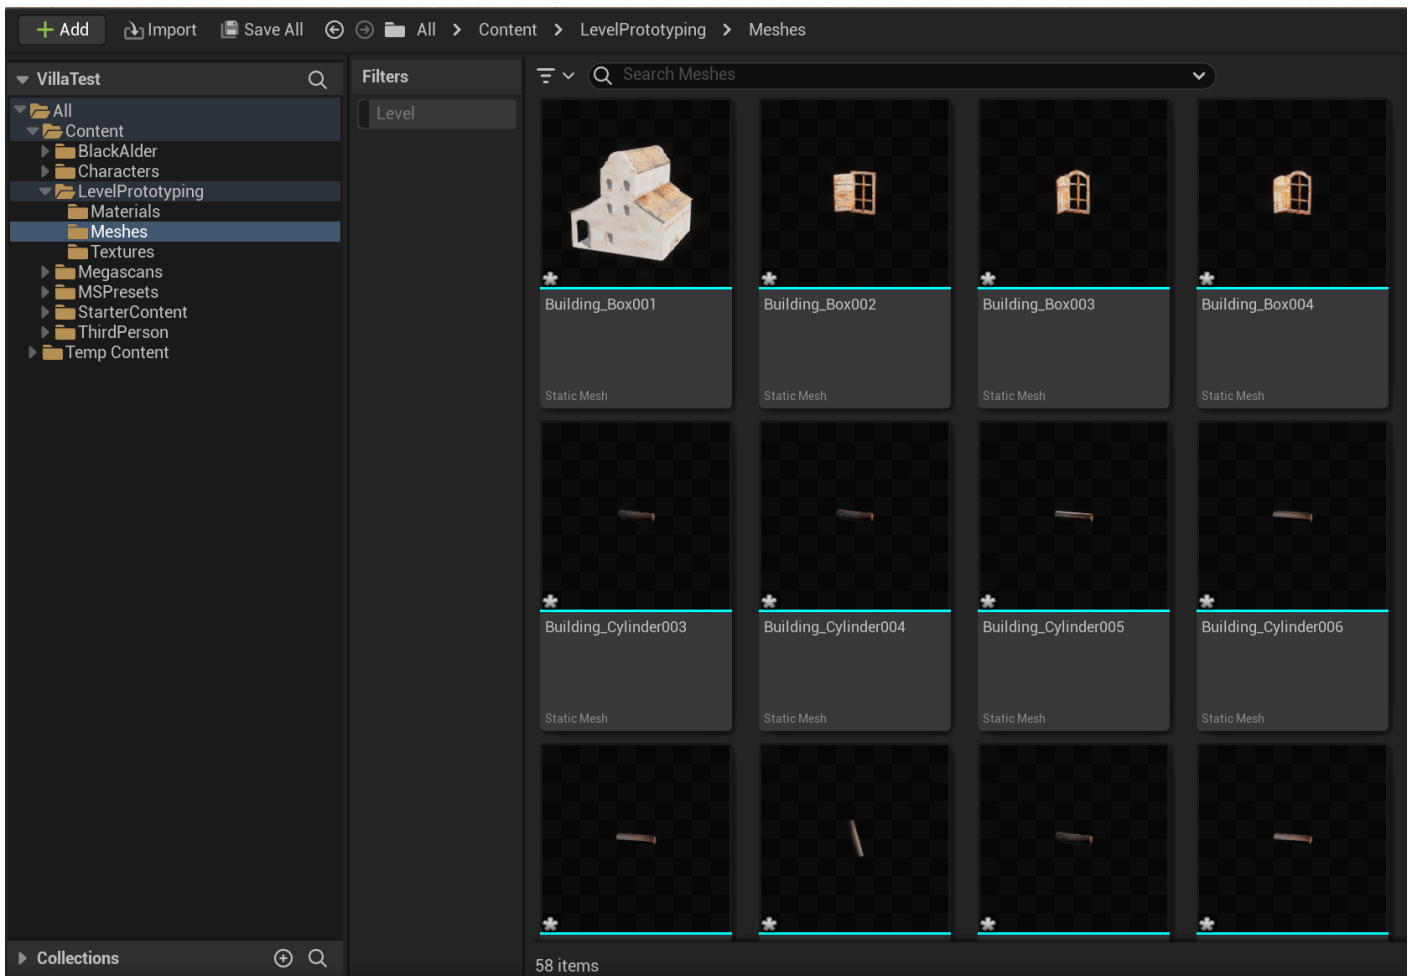 Add Import Save All All > Content > LevelPrototyping > Meshes
VillaTest
All
Content
BlackAlder
Characters
LevelPrototyping
Materials
Meshes
Textures
Megascans
MSPresets
StarterContent
ThirdPerson
Temp Content
Collections
Filters
Level
Search Meshes
Building_Box001
Static Mesh
Building_Box002
Static Mesh
Building_Box003
Static Mesh
Building_Box004
Static Mesh
Building_Cylinder003
Static Mesh
Building_Cylinder004
Static Mesh
Building_Cylinder005
Static Mesh
Building_Cylinder006
Static Mesh
58 items